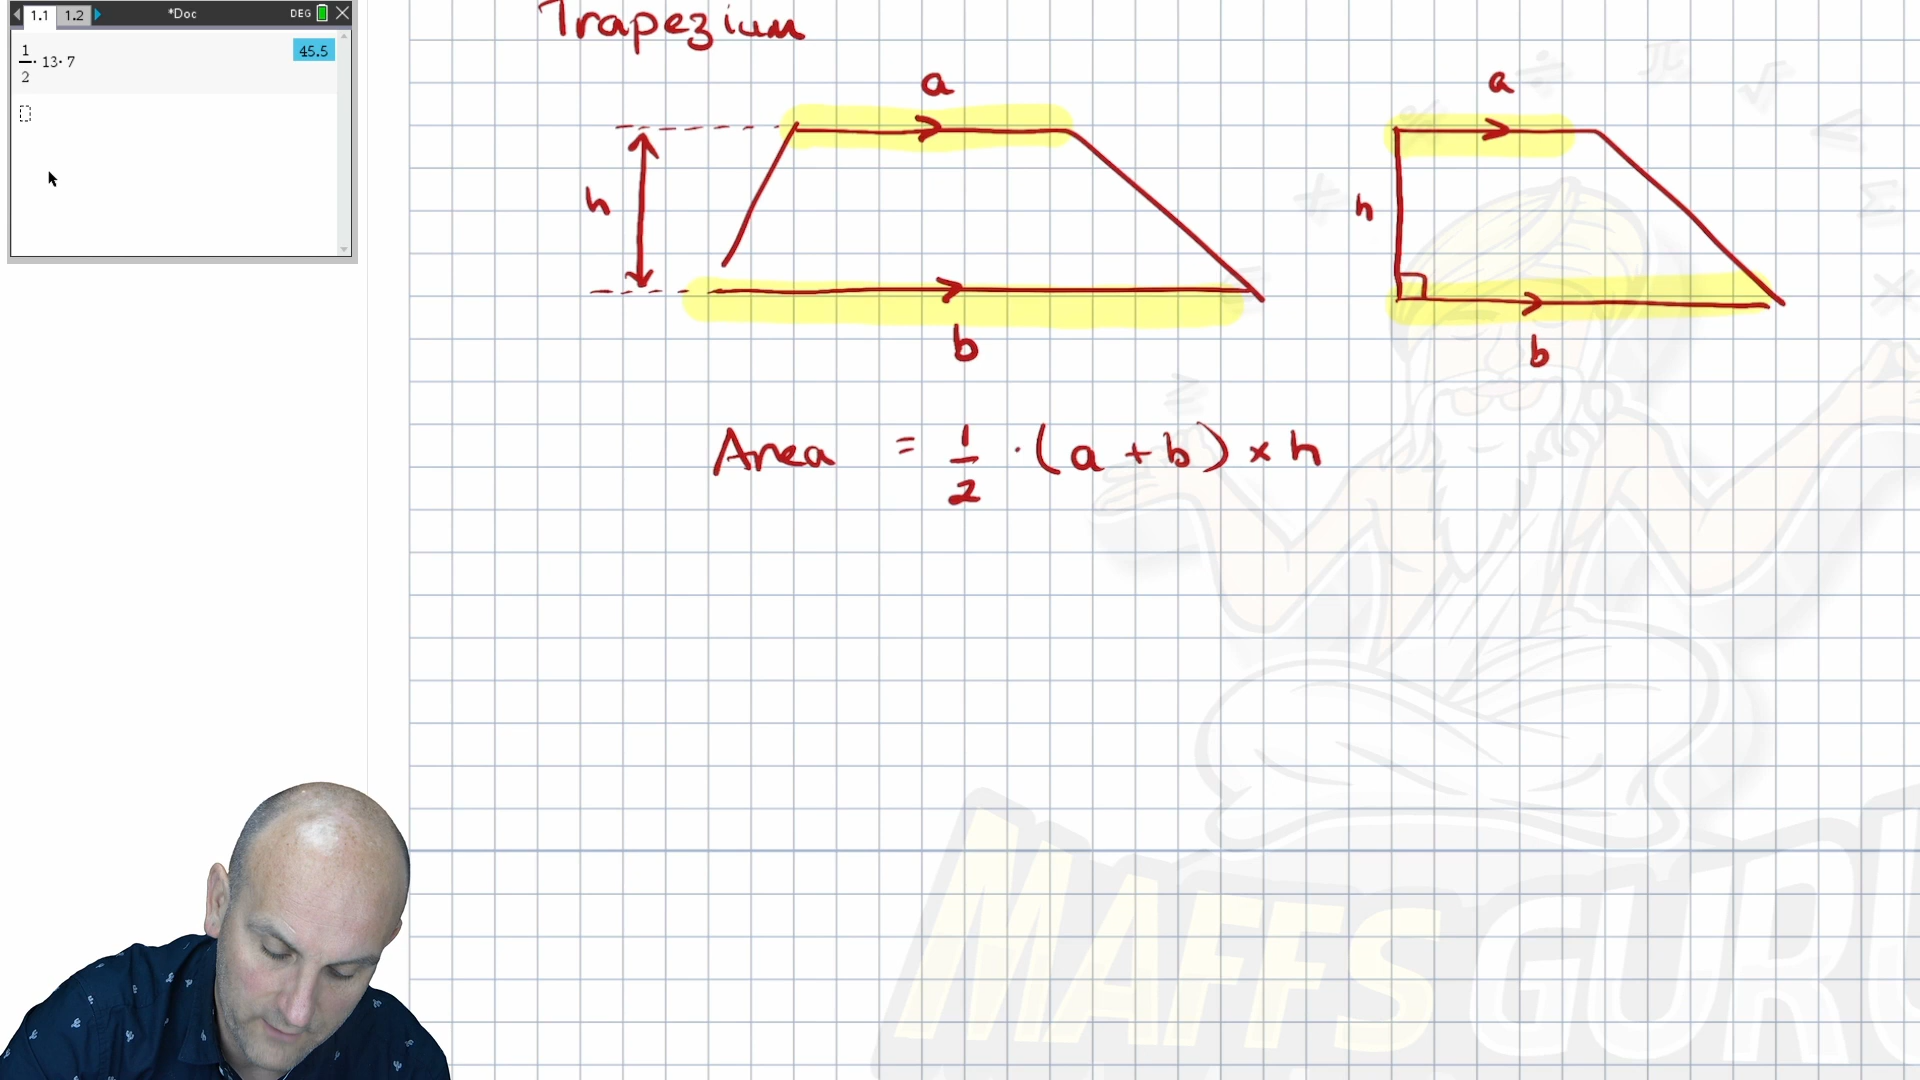 1.1 1.2 *Doc DEG
1/2 · 13 · 7 45.5
Trapezium
a
h
b
a
h
b
Area = 1/2 · (a + b) × h
MAFFS GURU